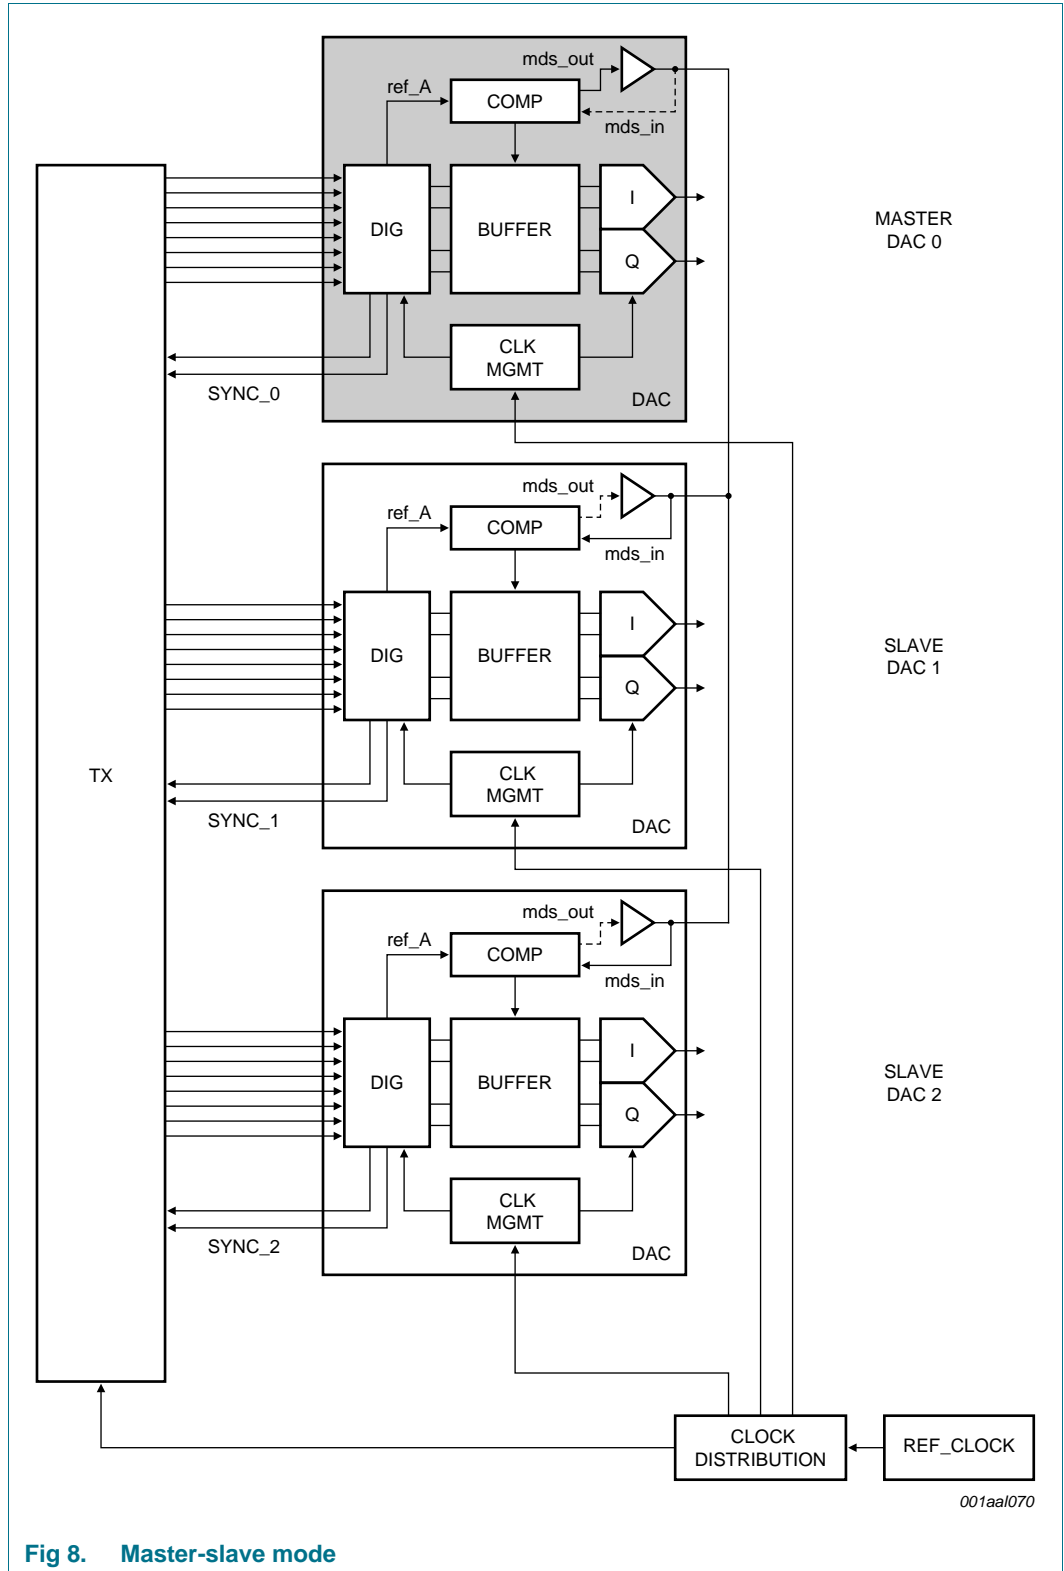 mds_out
ref_A
COMP
mds_in
DIG
BUFFER
I
Q
MASTER
DAC 0
CLK
MGMT
SYNC_0
DAC
mds_out
ref_A
COMP
mds_in
DIG
BUFFER
I
Q
SLAVE
DAC 1
TX
CLK
MGMT
SYNC_1
DAC
mds_out
ref_A
COMP
mds_in
DIG
BUFFER
I
Q
SLAVE
DAC 2
CLK
MGMT
SYNC_2
DAC
CLOCK
DISTRIBUTION
REF_CLOCK
001aal070
Fig 8. Master-slave mode